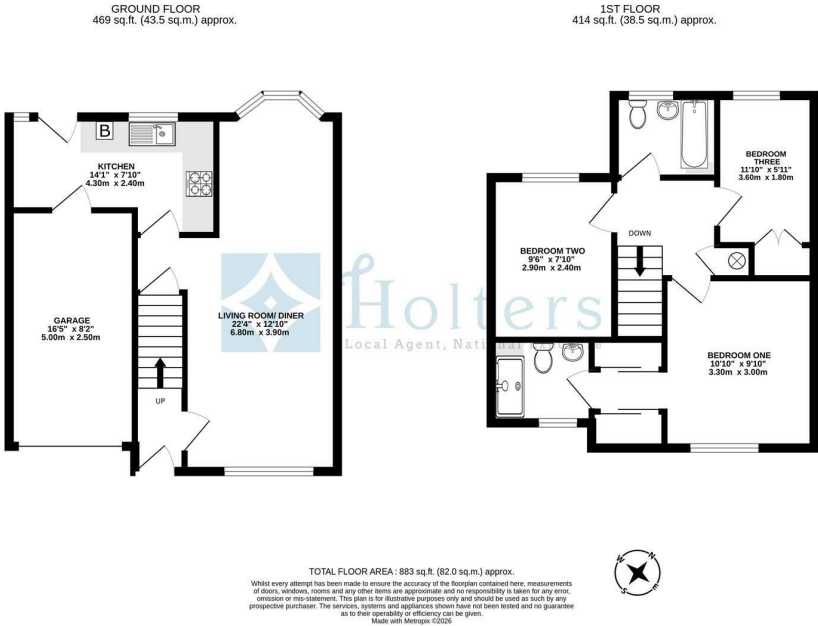 GROUND FLOOR
469 sq.ft. (43.5 sq.m.) approx.
1ST FLOOR
414 sq.ft. (38.5 sq.m.) approx.
B
KITCHEN
14'1" x 7'10"
4.30m x 2.40m
GARAGE
16'5" x 8'2"
5.00m x 2.50m
LIVING ROOM/ DINER
22'4" x 12'10"
6.80m x 3.90m
UP
BEDROOM
THREE
11'10" x 5'11"
3.60m x 1.80m
DOWN
BEDROOM TWO
9'6" x 7'10"
2.90m x 2.40m
BEDROOM ONE
10'10" x 9'10"
3.30m x 3.00m
Holters
Local Agent, National
TOTAL FLOOR AREA : 883 sq.ft. (82.0 sq.m.) approx.
Whilst every attempt has been made to ensure the accuracy of the floorplan contained here, measurements
of doors, windows, rooms and any other items are approximate and no responsibility is taken for any error,
omission or mis-statement. This plan is for illustrative purposes only and should be used as such by any
prospective purchaser. The services, systems and appliances shown have not been tested and no guarantee
as to their operability or efficiency can be given.
Made with Metropix ©2026
N
E
S
W